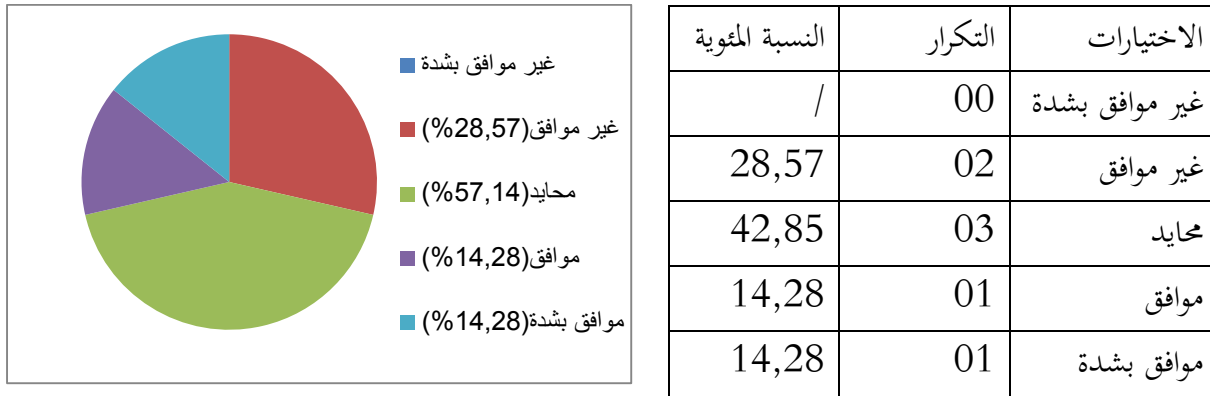 الاختيارات التكرار النسبة المئوية
غير موافق بشدة 00 /
غير موافق 02 28,57
محايد 03 42,85
موافق 01 14,28
موافق بشدة 01 14,28
غير موافق بشدة
غير موافق(28,57%)
محايد(57,14%)
موافق(14,28%)
موافق بشدة(14,28%)